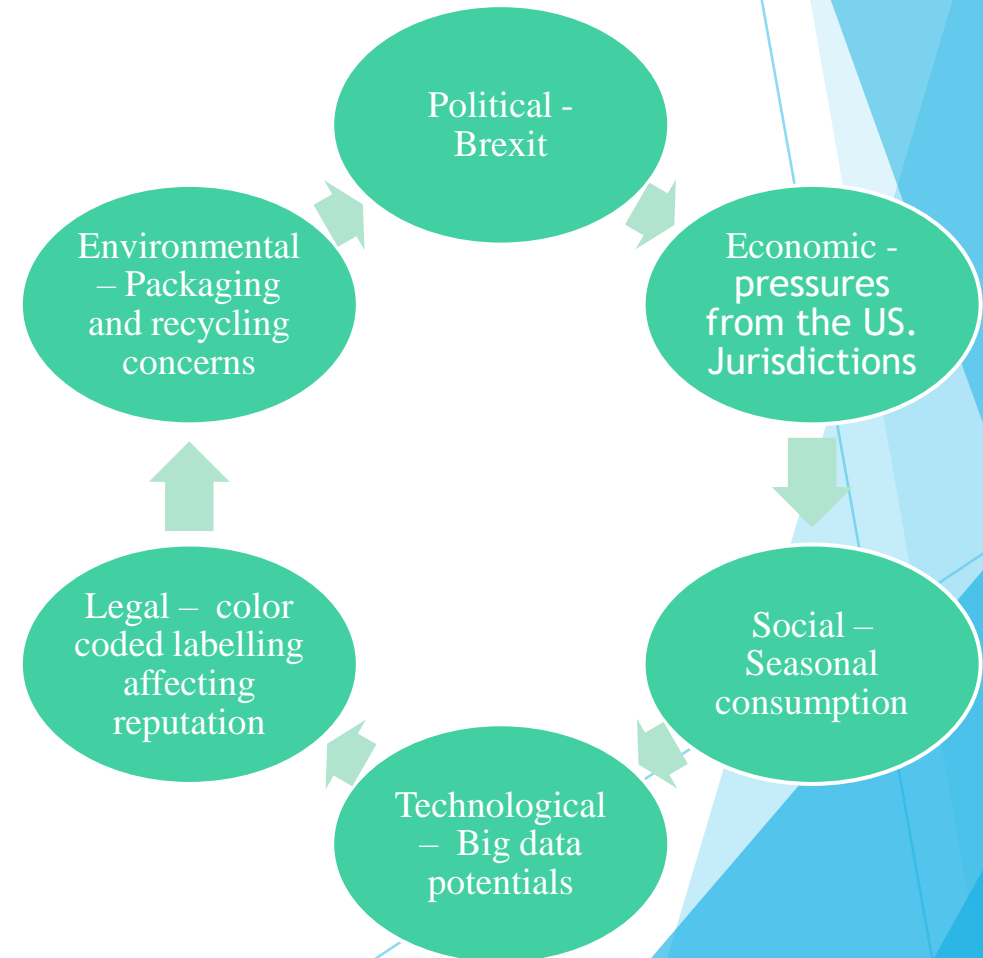 Political -
Brexit
Economic -
pressures
from the US.
Jurisdictions
Social –
Seasonal
consumption
Technological
– Big data
potentials
Legal – color
coded labelling
affecting
reputation
Environmental
– Packaging
and recycling
concerns